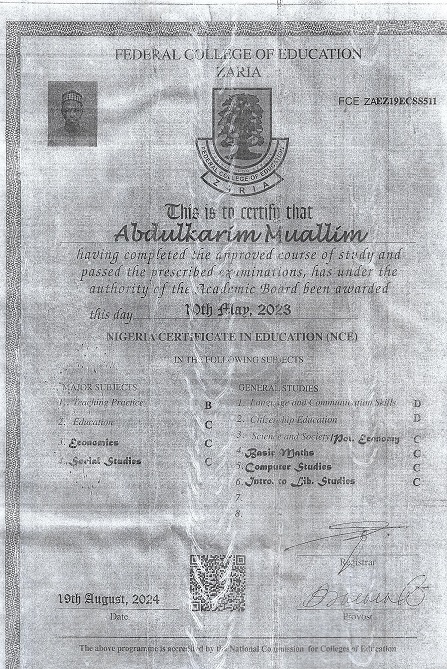 FEDERAL COLLEGE OF EDUCATION
ZARIA
FCE ZAEZ19ECSS511
FEDERAL COLLEGE OF EDUCATION
ZARIA
This is to certify that
Abdulkarim Muallim
having completed the approved course of study and
passed the prescribed examinations, has under the
authority of the Academic Board been awarded
this day 10th May, 2023
NIGERIA CERTIFICATE IN EDUCATION (NCE)
IN THE FOLLOWING SUBJECTS
MAJOR SUBJECTS
1. Teaching Practice B
2. Education C
3. Economics C
4. Social Studies C
GENERAL STUDIES
1. Language and Communication Skills D
2. Citizenship Education D
3. Science and Society/Pol. Economy C
4. Basic Maths C
5. Computer Studies C
6. Intro. to Lib. Studies C
7.
8.
Registrar
19th August, 2024
Date
Provost
The above programme is accredited by the National Commission for Colleges of Education